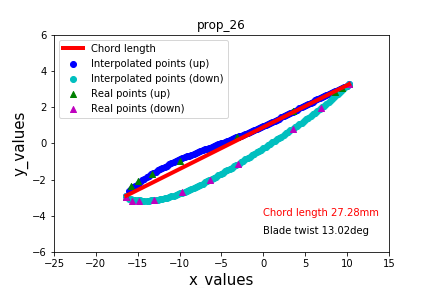 prop_26
Chord length
Interpolated points (up)
Interpolated points (down)
Real points (up)
Real points (down)
y_values
6
4
2
0
−2
−4
−6
Chord length 27.28mm
Blade twist 13.02deg
−25 −20 −15 −10 −5 0 5 10 15
x_values